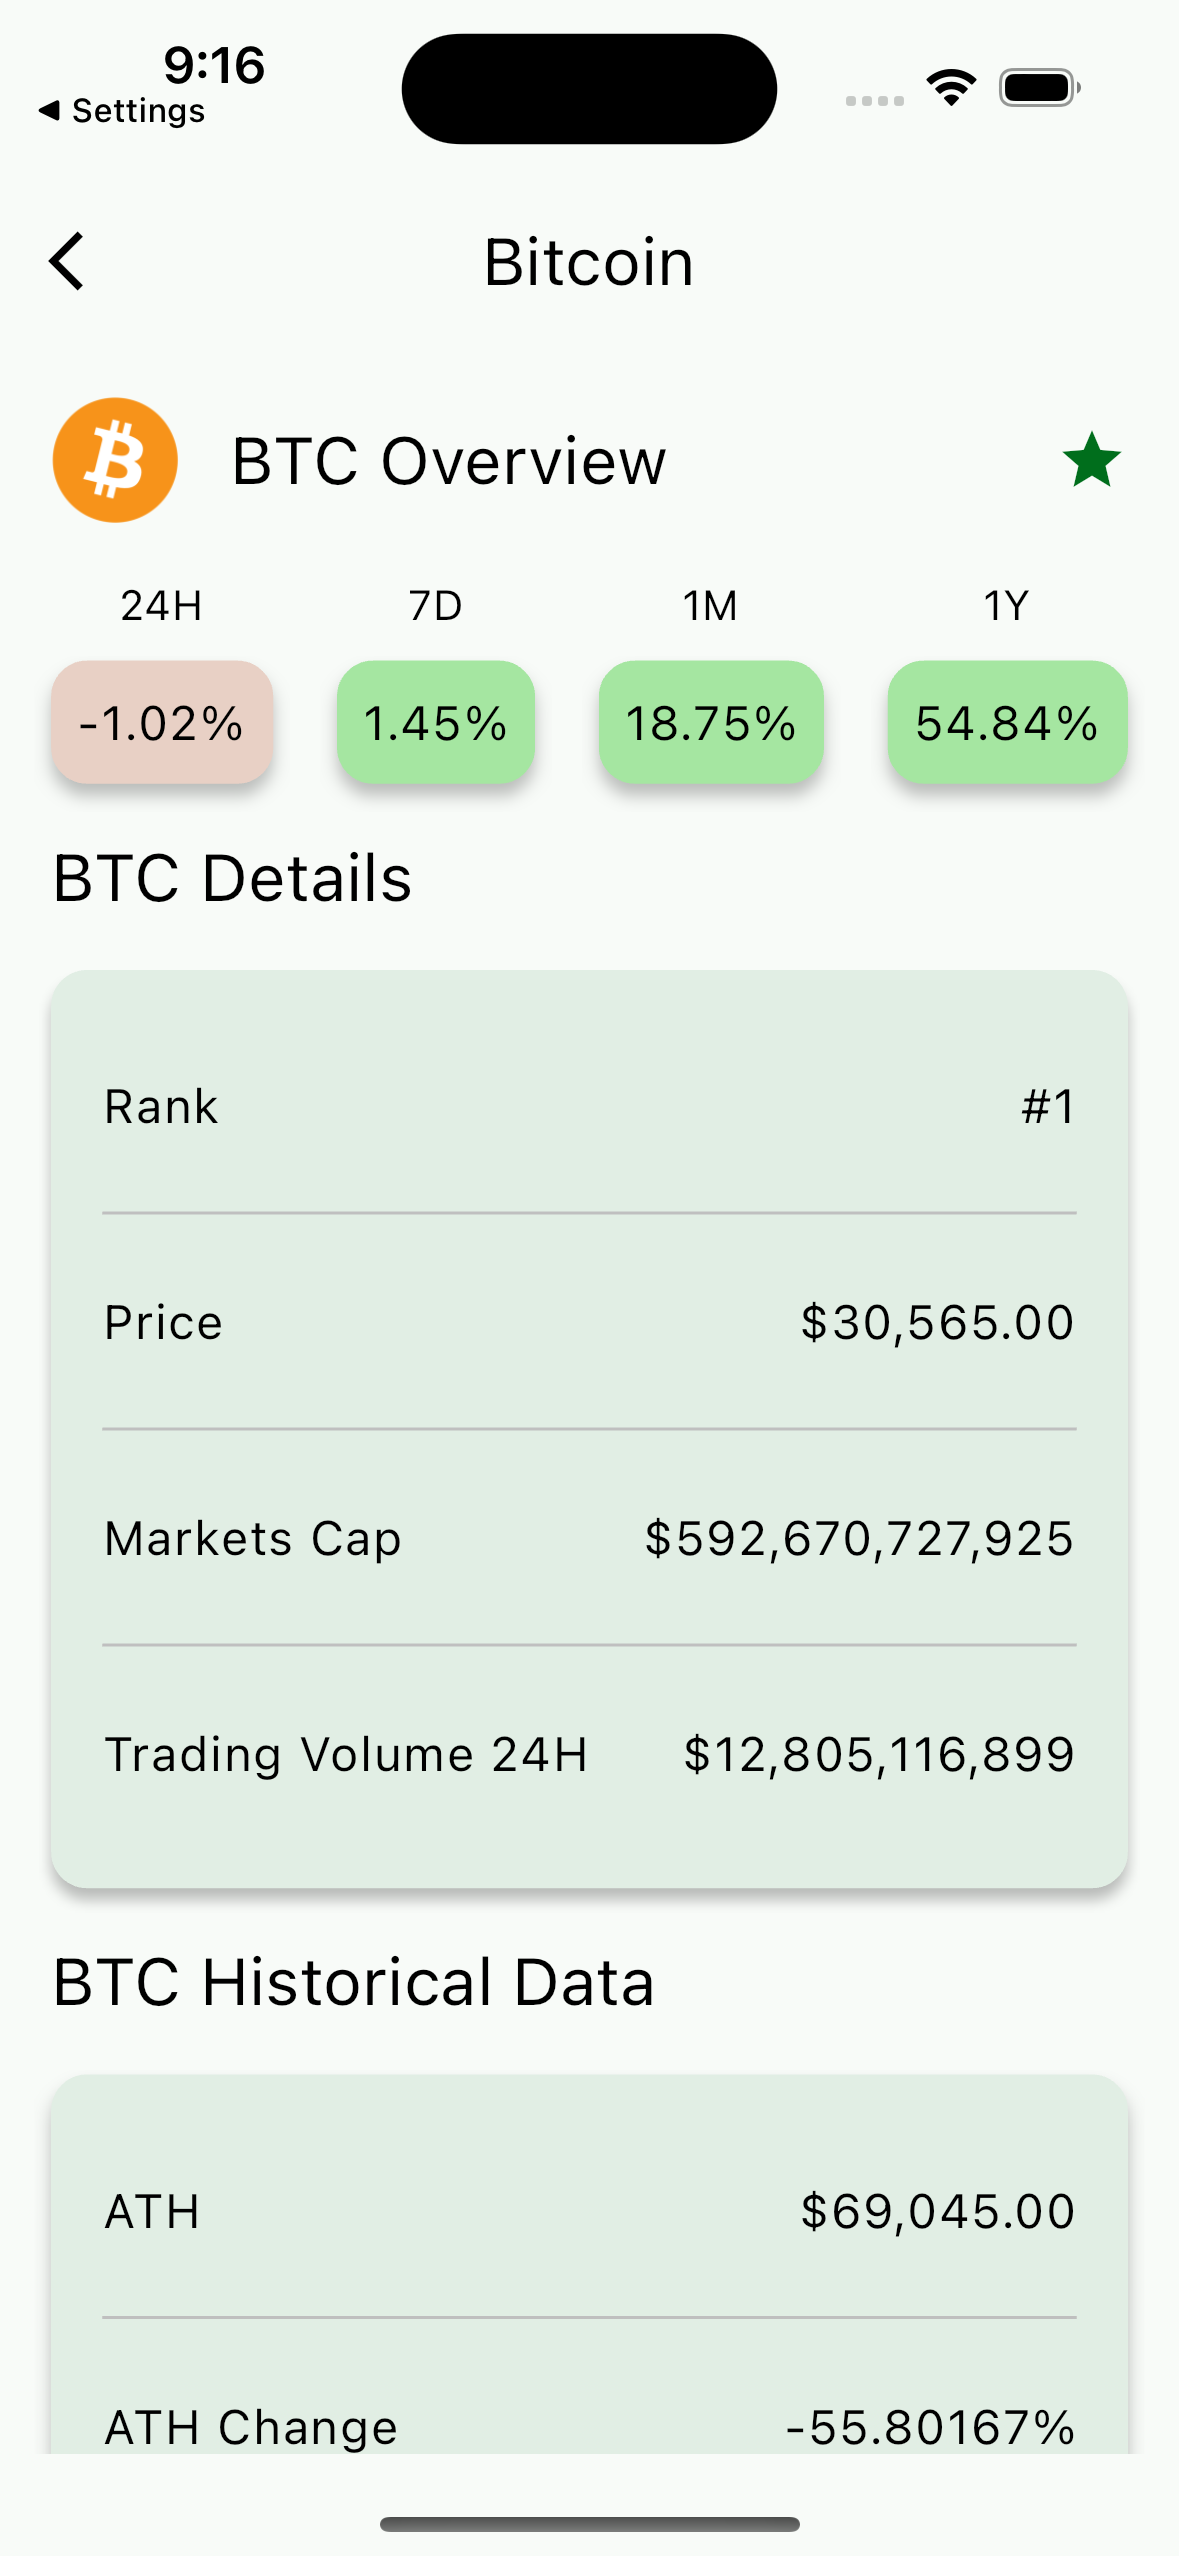 9:16
Settings
Bitcoin
BTC Overview
24H 7D 1M 1Y
-1.02% 1.45% 18.75% 54.84%
BTC Details
Rank #1
Price $30,565.00
Markets Cap $592,670,727,925
Trading Volume 24H $12,805,116,899
BTC Historical Data
ATH $69,045.00
ATH Change -55.80167%